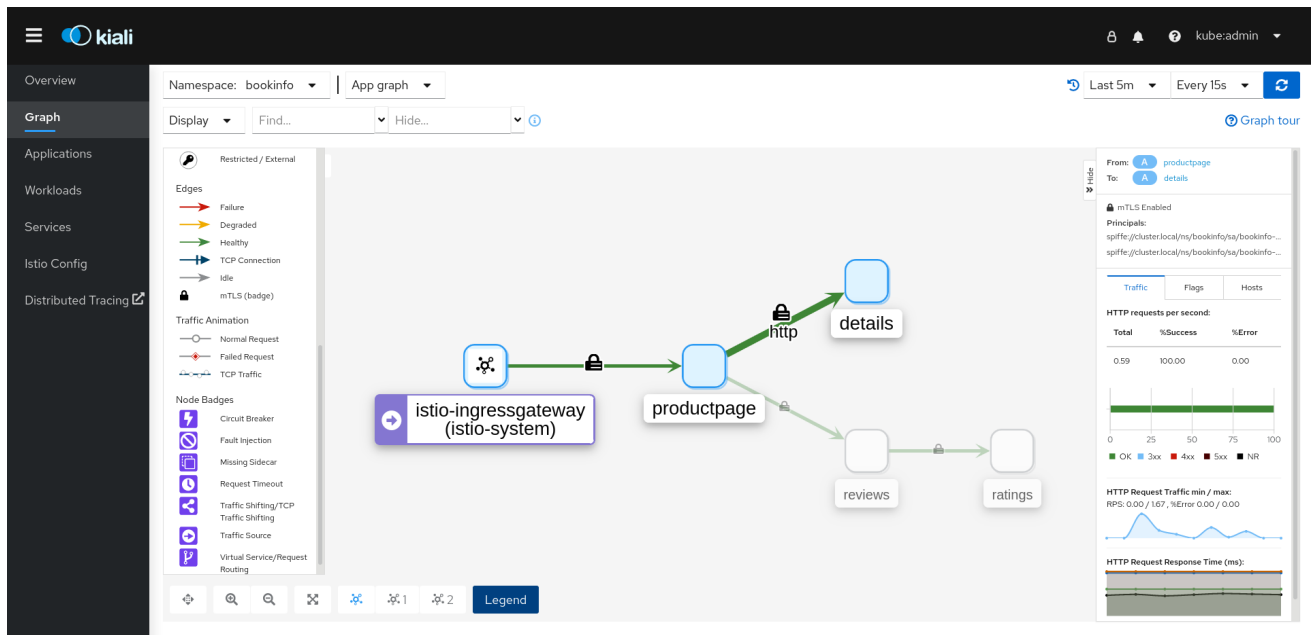 kiali
kube:admin
Overview
Graph
Applications
Workloads
Services
Istio Config
Distributed Tracing
Namespace: bookinfo
App graph
Last 5m
Every 15s
Display
Find...
Hide...
Graph tour
Restricted / External
Edges
Failure
Degraded
Healthy
TCP Connection
Idle
mTLS (badge)
Traffic Animation
Normal Request
Failed Request
TCP Traffic
Node Badges
Circuit Breaker
Fault Injection
Missing Sidecar
Request Timeout
Traffic Shifting/TCP
Traffic Shifting
Traffic Source
Virtual Service/Request
Routing
1
2
Legend
istio-ingressgateway
(istio-system)
productpage
http
details
reviews
ratings
Hide
From: A productpage
To: A details
mTLS Enabled
Principals:
spiffe://cluster.local/ns/bookinfo/sa/bookinfo-...
spiffe://cluster.local/ns/bookinfo/sa/bookinfo-...
Traffic Flags Hosts
HTTP requests per second:
Total %Success %Error
0.59 100.00 0.00
0 25 50 75 100
OK 3xx 4xx 5xx NR
HTTP Request Traffic min / max:
RPS: 0.00 / 1.67 , %Error 0.00 / 0.00
HTTP Request Response Time (ms):